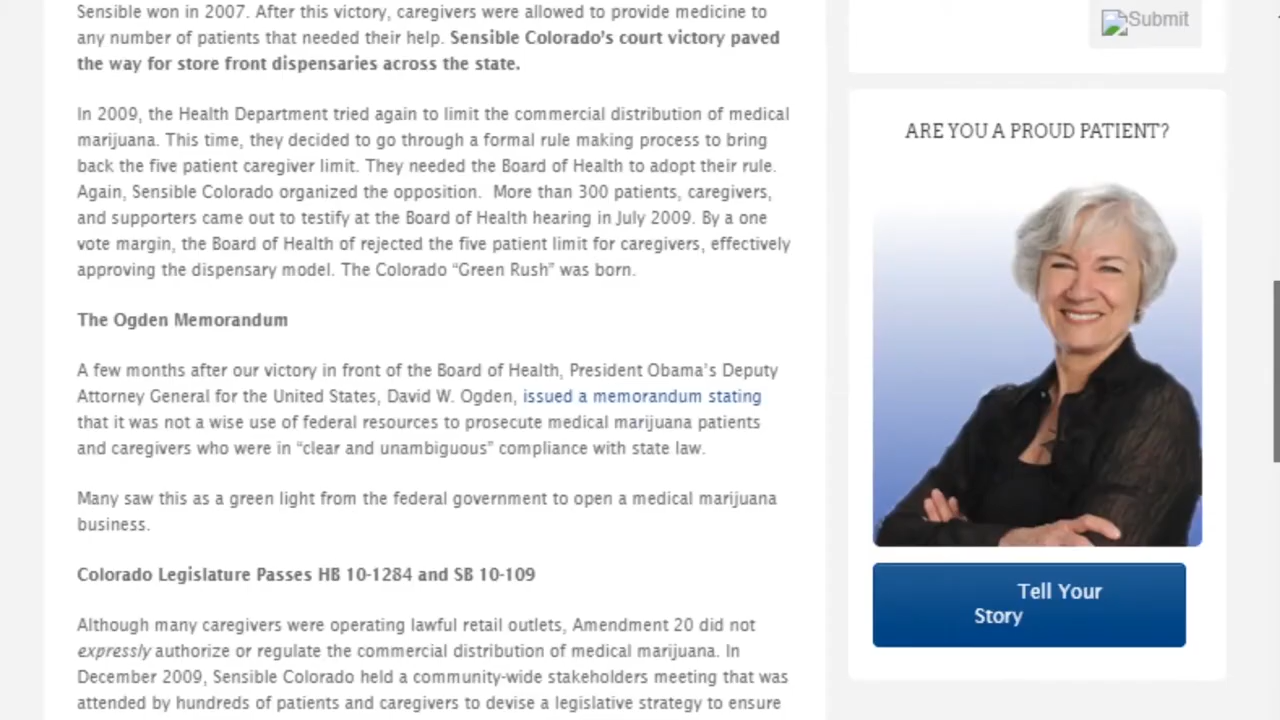 Sensible won in 2007. After this victory, caregivers were allowed to provide medicine to
any number of patients that needed their help. Sensible Colorado's court victory paved
the way for store front dispensaries across the state.
In 2009, the Health Department tried again to limit the commercial distribution of medical
marijuana. This time, they decided to go through a formal rule making process to bring
back the five patient caregiver limit. They needed the Board of Health to adopt their rule.
Again, Sensible Colorado organized the opposition.  More than 300 patients, caregivers,
and supporters came out to testify at the Board of Health hearing in July 2009. By a one
vote margin, the Board of Health of rejected the five patient limit for caregivers, effectively
approving the dispensary model. The Colorado “Green Rush” was born.
The Ogden Memorandum
A few months after our victory in front of the Board of Health, President Obama’s Deputy
Attorney General for the United States, David W. Ogden, issued a memorandum stating
that it was not a wise use of federal resources to prosecute medical marijuana patients
and caregivers who were in “clear and unambiguous” compliance with state law.
Many saw this as a green light from the federal government to open a medical marijuana
business.
Colorado Legislature Passes HB 10-1284 and SB 10-109
Although many caregivers were operating lawful retail outlets, Amendment 20 did not
expressly authorize or regulate the commercial distribution of medical marijuana. In
December 2009, Sensible Colorado held a community-wide stakeholders meeting that was
attended by hundreds of patients and caregivers to devise a legislative strategy to ensure
Submit
ARE YOU A PROUD PATIENT?
Tell Your
Story